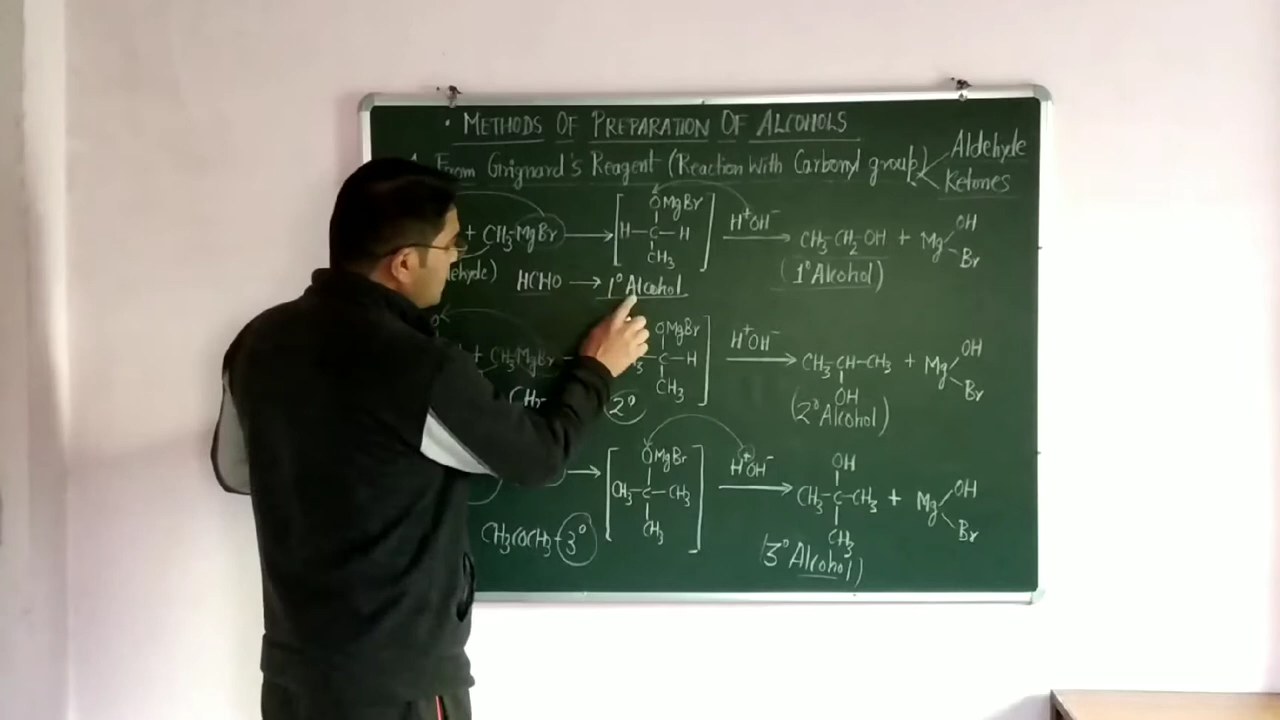 · METHODS OF PREPARATION OF ALCOHOLS
From Grignard's Reagent (Reaction With Carbonyl group) Aldehyde
Ketones
+ CH₃-MgBr → [H-C-H OMgBr CH₃] H⁺OH⁻ → CH₃-CH₂-OH + Mg OH Br
ehyde) HCHO → 1° Alcohol (1° Alcohol)
+ CH₃MgBr OMgBr C-H CH₃ H⁺OH⁻ → CH₃-CH-CH₃ OH + Mg OH Br
CH₃- 2° (2° Alcohol)
→ [CH₃-C-CH₃ OMgBr CH₃] H⁺OH⁻ → CH₃-C-CH₃ OH CH₃ + Mg OH Br
CH₃COCH₃-3° (3° Alcohol)